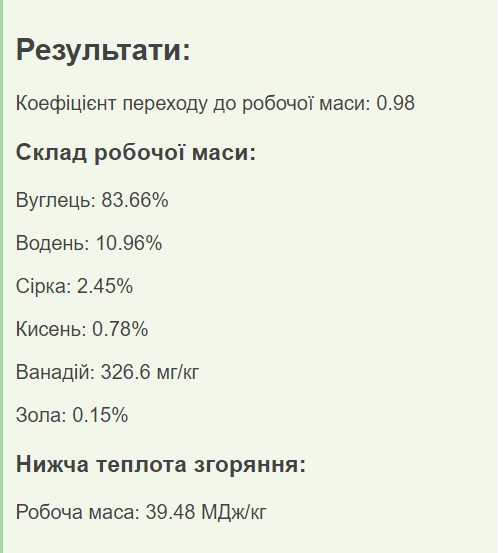 Результати:
Коефіцієнт переходу до робочої маси: 0.98
Склад робочої маси:
Вуглець: 83.66%
Водень: 10.96%
Сірка: 2.45%
Кисень: 0.78%
Ванадій: 326.6 мг/кг
Зола: 0.15%
Нижча теплота згоряння:
Робоча маса: 39.48 МДж/кг